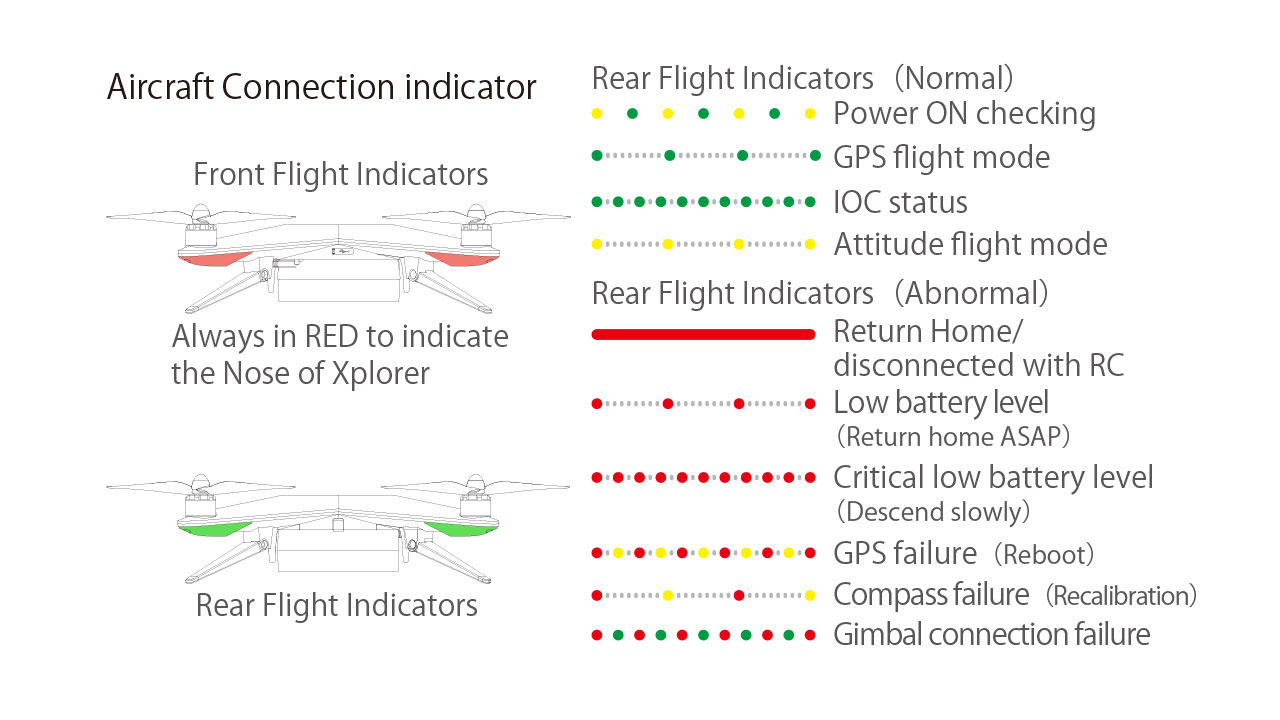 Aircraft Connection indicator
Front Flight Indicators
Always in RED to indicate
the Nose of Xplorer
Rear Flight Indicators
Rear Flight Indicators（Normal）
Power ON checking
GPS flight mode
IOC status
Attitude flight mode
Rear Flight Indicators（Abnormal）
Return Home/
disconnected with RC
Low battery level
（Return home ASAP）
Critical low battery level
（Descend slowly）
GPS failure（Reboot）
Compass failure（Recalibration）
Gimbal connection failure